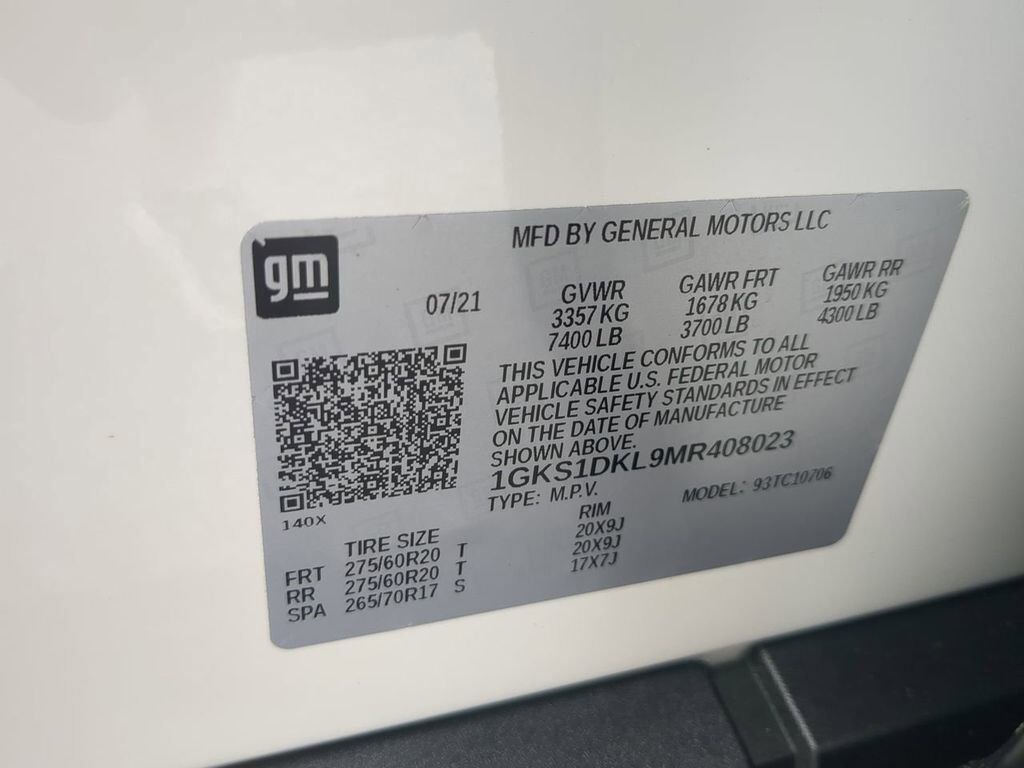 gm
MFD BY GENERAL MOTORS LLC
07/21
GVWR GAWR FRT GAWR RR
3357 KG 1678 KG 1950 KG
7400 LB 3700 LB 4300 LB
THIS VEHICLE CONFORMS TO ALL
APPLICABLE U.S. FEDERAL MOTOR
VEHICLE SAFETY STANDARDS IN EFFECT
ON THE DATE OF MANUFACTURE
SHOWN ABOVE.
1GKS1DKL9MR408023
TYPE: M.P.V. MODEL: 93TC10706
140X
TIRE SIZE RIM
FRT 275/60R20 T 20X9J
RR 275/60R20 T 20X9J
SPA 265/70R17 S 17X7J